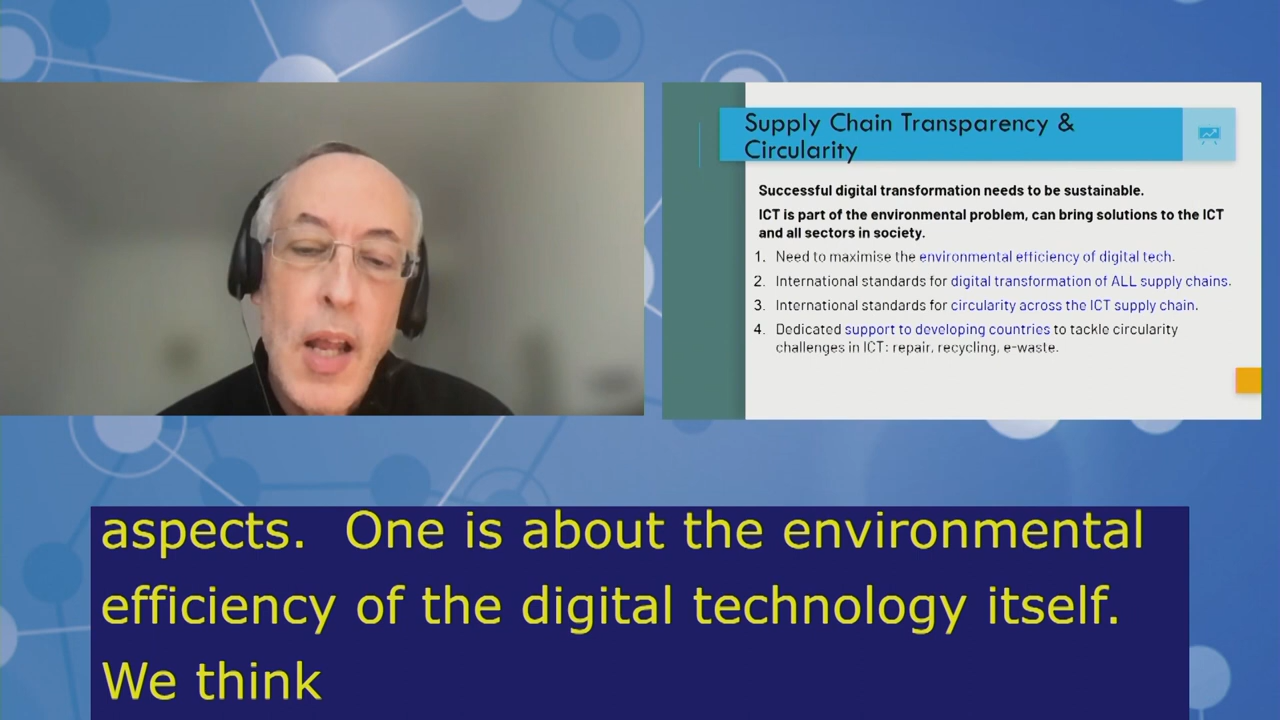 Supply Chain Transparency &
Circularity
Successful digital transformation needs to be sustainable.
ICT is part of the environmental problem, can bring solutions to the ICT
and all sectors in society.
1. Need to maximise the environmental efficiency of digital tech.
2. International standards for digital transformation of ALL supply chains.
3. International standards for circularity across the ICT supply chain.
4. Dedicated support to developing countries to tackle circularity
challenges in ICT: repair, recycling, e-waste.
aspects. One is about the environmental
efficiency of the digital technology itself.
We think